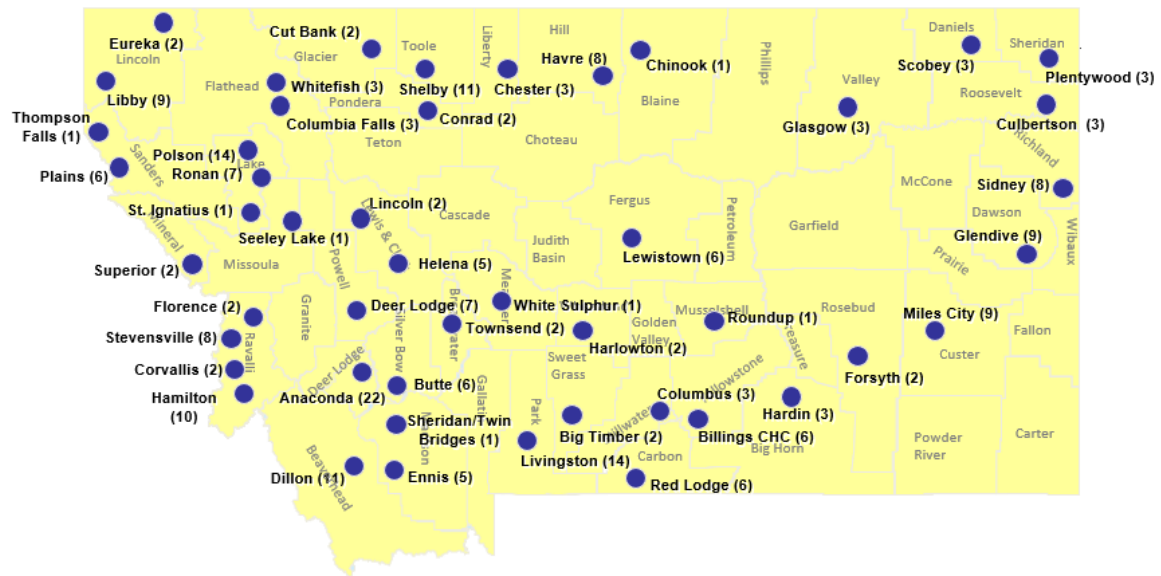 Cut Bank (2)
Hill
Daniels
Eureka (2)
Lincoln
Glacier
Toole
Liberty
Havre (8)
Chinook (1)
Phillips
Scobey (3)
Sheridan
Plentywood (3)
Libby (9)
Flathead
Whitefish (3)
Shelby (11)
Chester (3)
Blaine
Valley
Roosevelt
Pondera
Columbia Falls (3)
Conrad (2)
Glasgow (3)
Culbertson (3)
Thompson
Falls (1)
Teton
Choteau
Richland
Polson (14)
Lake
Ronan (7)
Plains (6)
Sanders
McCone
Sidney (8)
St. Ignatius (1)
Lincoln (2)
Lewis & Clark
Cascade
Fergus
Petroleum
Garfield
Dawson
Mineral
Seeley Lake (1)
Judith
Basin
Lewistown (6)
Glendive (9)
Wibaux
Prairie
Superior (2)
Missoula
Powell
Helena (5)
Florence (2)
Granite
Deer Lodge (7)
White Sulphur (1)
Townsend (2)
Musselshell
Roundup (1)
Rosebud
Miles City (9)
Fallon
Stevensville (8)
Ravalli
Silver Bow
Harlowton (2)
Golden
Valley
Sweet
Grass
Custer
Corvallis (2)
Hamilton
(10)
Deer Lodge
Anaconda (22)
Butte (6)
Gallatin
Forsyth (2)
Sheridan/Twin
Bridges (1)
Madison
Park
Big Timber (2)
Columbus (3)
Yellowstone
Billings CHC (6)
Hardin (3)
Big Horn
Powder
River
Carter
Livingston (14)
Stillwater
Carbon
Dillon (11)
Beaverhead
Ennis (5)
Red Lodge (6)